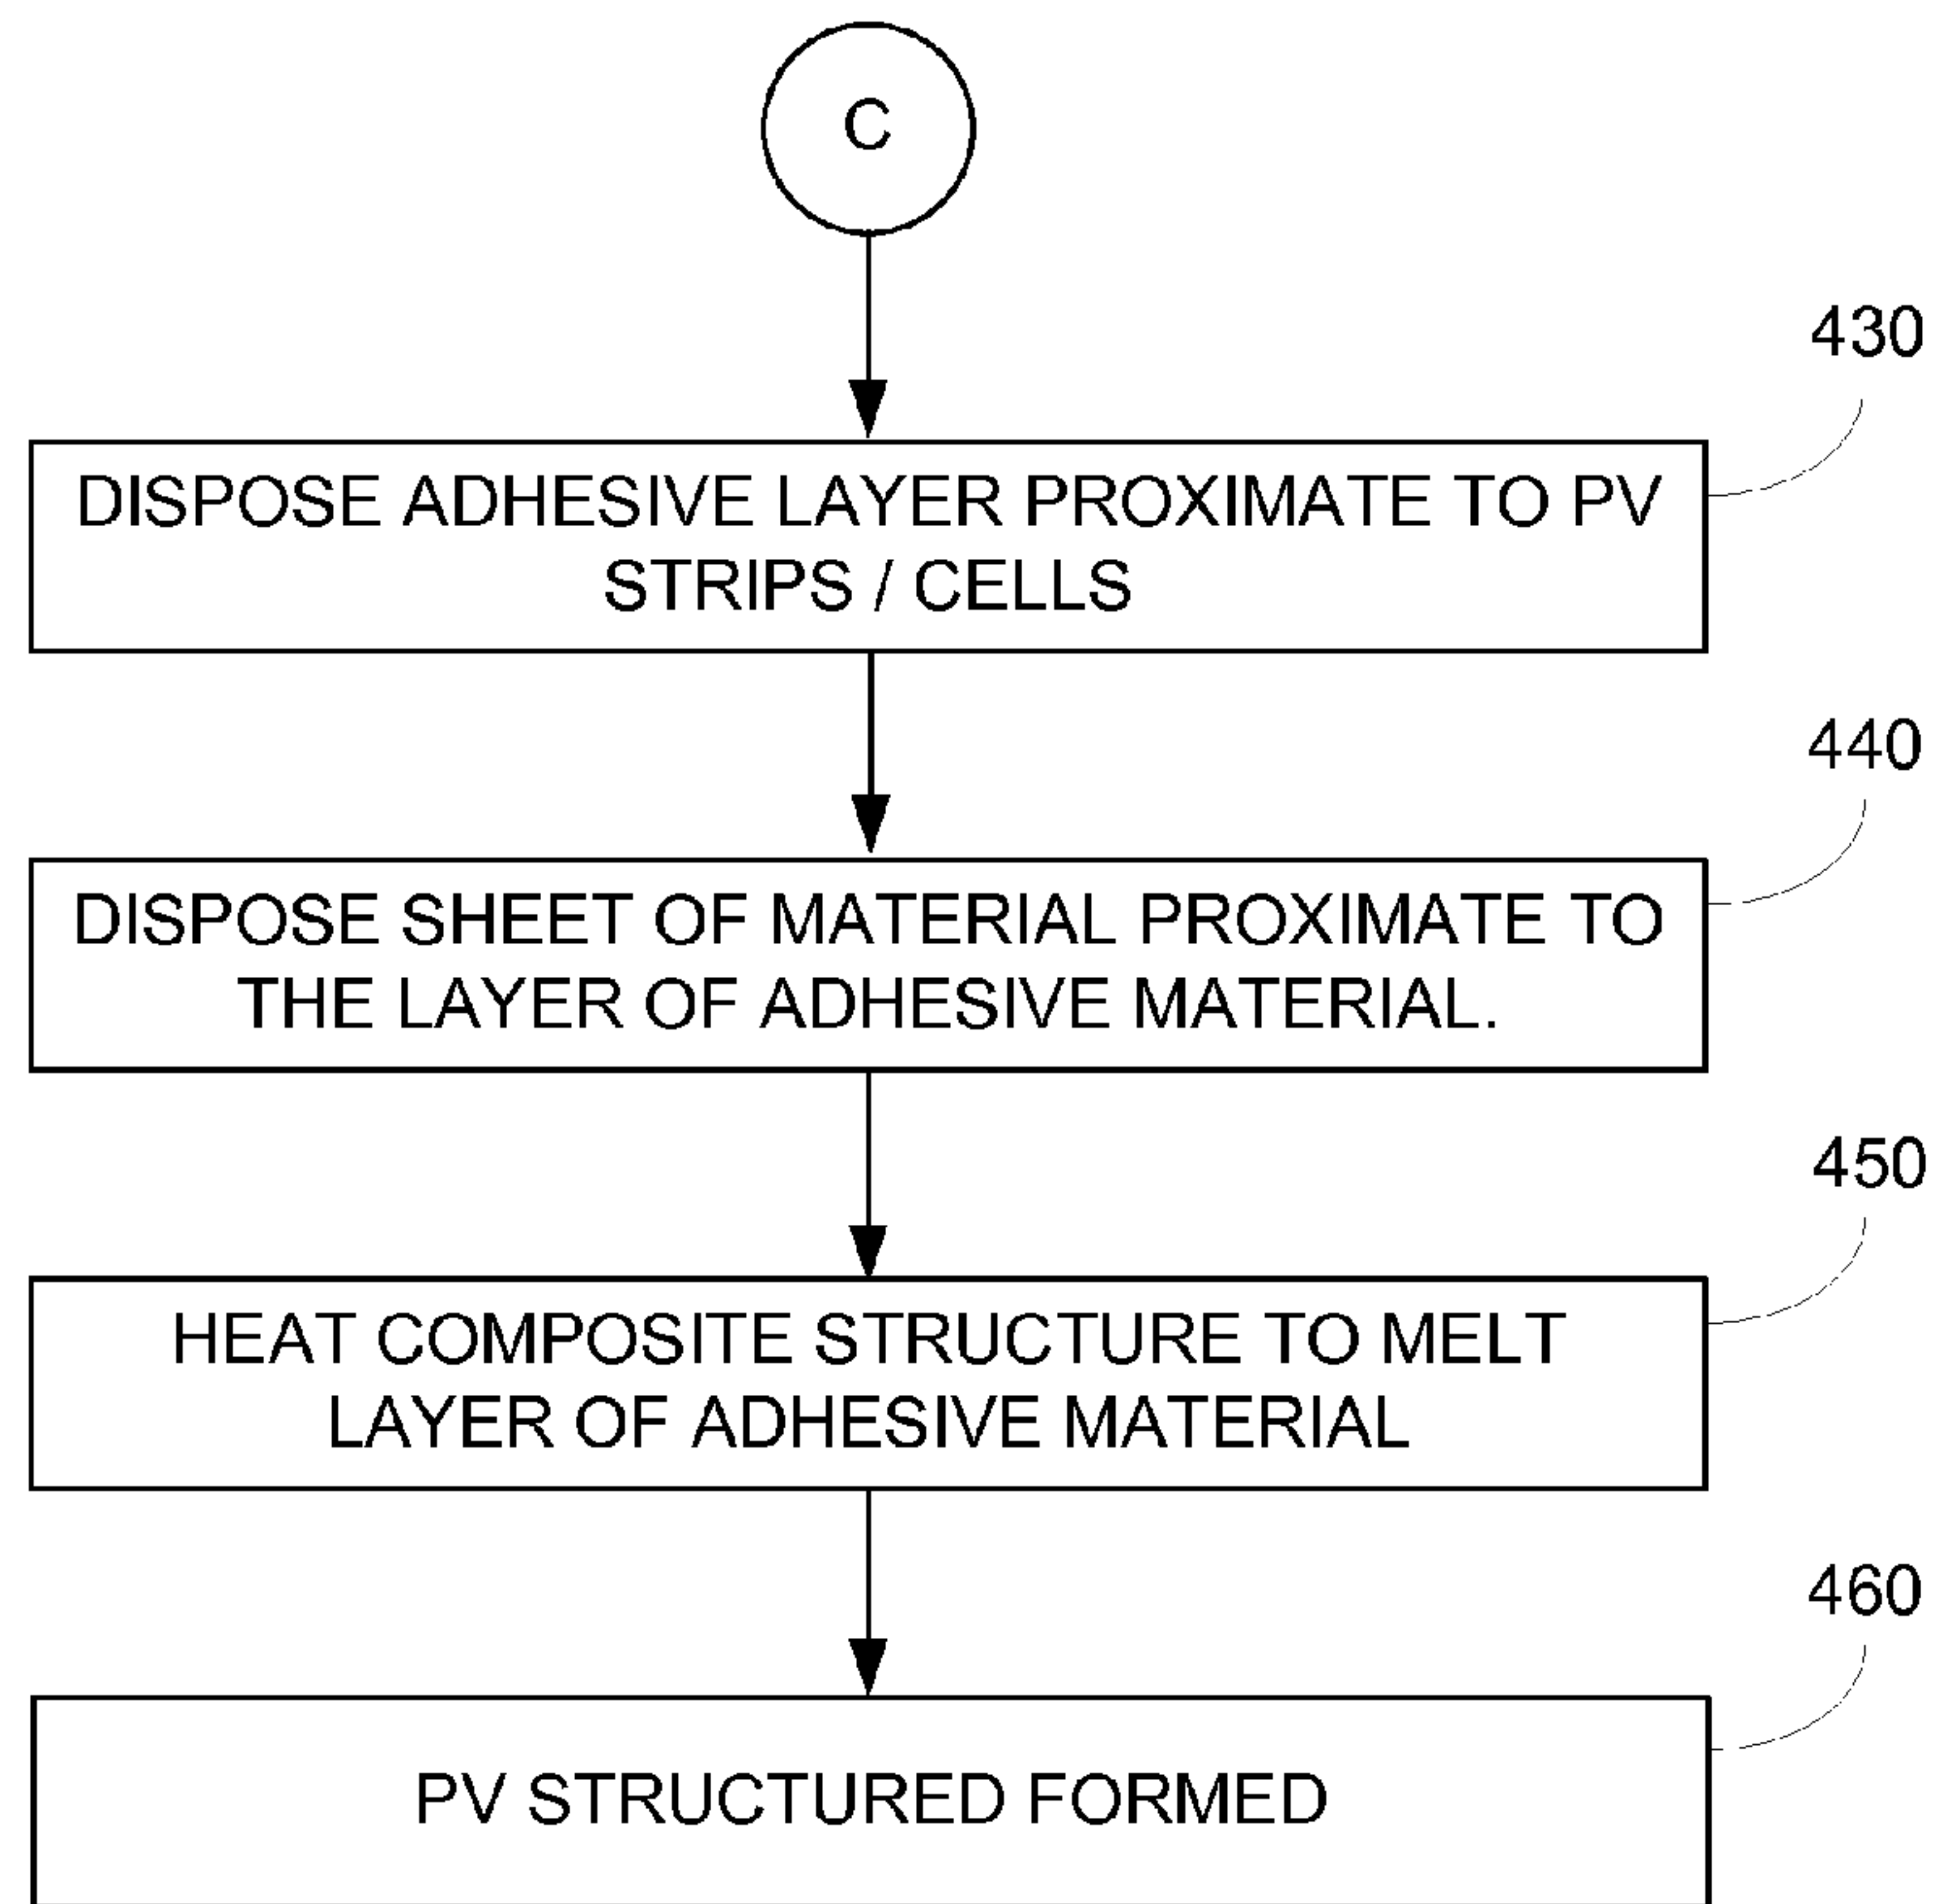 C
430
DISPOSE ADHESIVE LAYER PROXIMATE TO PV
STRIPS / CELLS
440
DISPOSE SHEET OF MATERIAL PROXIMATE TO
THE LAYER OF ADHESIVE MATERIAL.
450
HEAT COMPOSITE STRUCTURE TO MELT
LAYER OF ADHESIVE MATERIAL
460
PV STRUCTURED FORMED